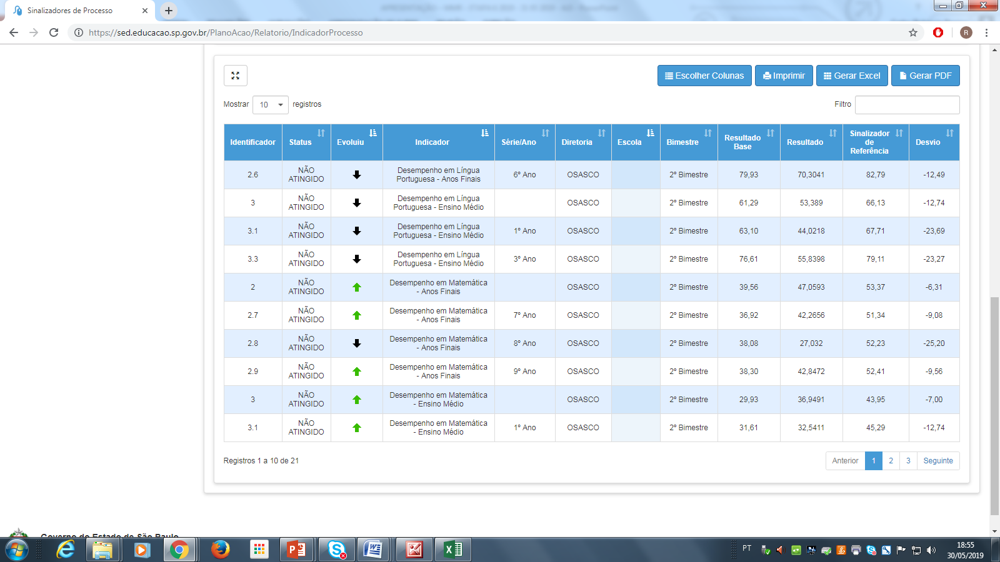 Sinalizadores de Processo
https://sed.educacao.sp.gov.br/PlanoAcao/Relatorio/IndicadorProcesso
R
Escolher Colunas Imprimir Gerar Excel Gerar PDF
Mostrar 10 registros Filtro
Identificador Status Evoluiu Indicador Série/Ano Diretoria Escola Bimestre Resultado Base Resultado Sinalizador de Referência Desvio
2.6 NÃO ATINGIDO Desempenho em Língua Portuguesa - Anos Finais 6º Ano OSASCO 2º Bimestre 79,93 70,3041 82,79 -12,49
3 NÃO ATINGIDO Desempenho em Língua Portuguesa - Ensino Médio OSASCO 2º Bimestre 61,29 53,389 66,13 -12,74
3.1 NÃO ATINGIDO Desempenho em Língua Portuguesa - Ensino Médio 1º Ano OSASCO 2º Bimestre 63,10 44,0218 67,71 -23,69
3.3 NÃO ATINGIDO Desempenho em Língua Portuguesa - Ensino Médio 3º Ano OSASCO 2º Bimestre 76,61 55,8398 79,11 -23,27
2 NÃO ATINGIDO Desempenho em Matemática - Anos Finais OSASCO 2º Bimestre 39,56 47,0593 53,37 -6,31
2.7 NÃO ATINGIDO Desempenho em Matemática - Anos Finais 7º Ano OSASCO 2º Bimestre 36,92 42,2656 51,34 -9,08
2.8 NÃO ATINGIDO Desempenho em Matemática - Anos Finais 8º Ano OSASCO 2º Bimestre 38,08 27,032 52,23 -25,20
2.9 NÃO ATINGIDO Desempenho em Matemática - Anos Finais 9º Ano OSASCO 2º Bimestre 38,30 42,8472 52,41 -9,56
3 NÃO ATINGIDO Desempenho em Matemática - Ensino Médio OSASCO 2º Bimestre 29,93 36,9491 43,95 -7,00
3.1 NÃO ATINGIDO Desempenho em Matemática - Ensino Médio 1º Ano OSASCO 2º Bimestre 31,61 32,5411 45,29 -12,74
Registros 1 a 10 de 21 Anterior 1 2 3 Seguinte
Governo do Estado de São Paulo
PT 18:55
30/05/2019